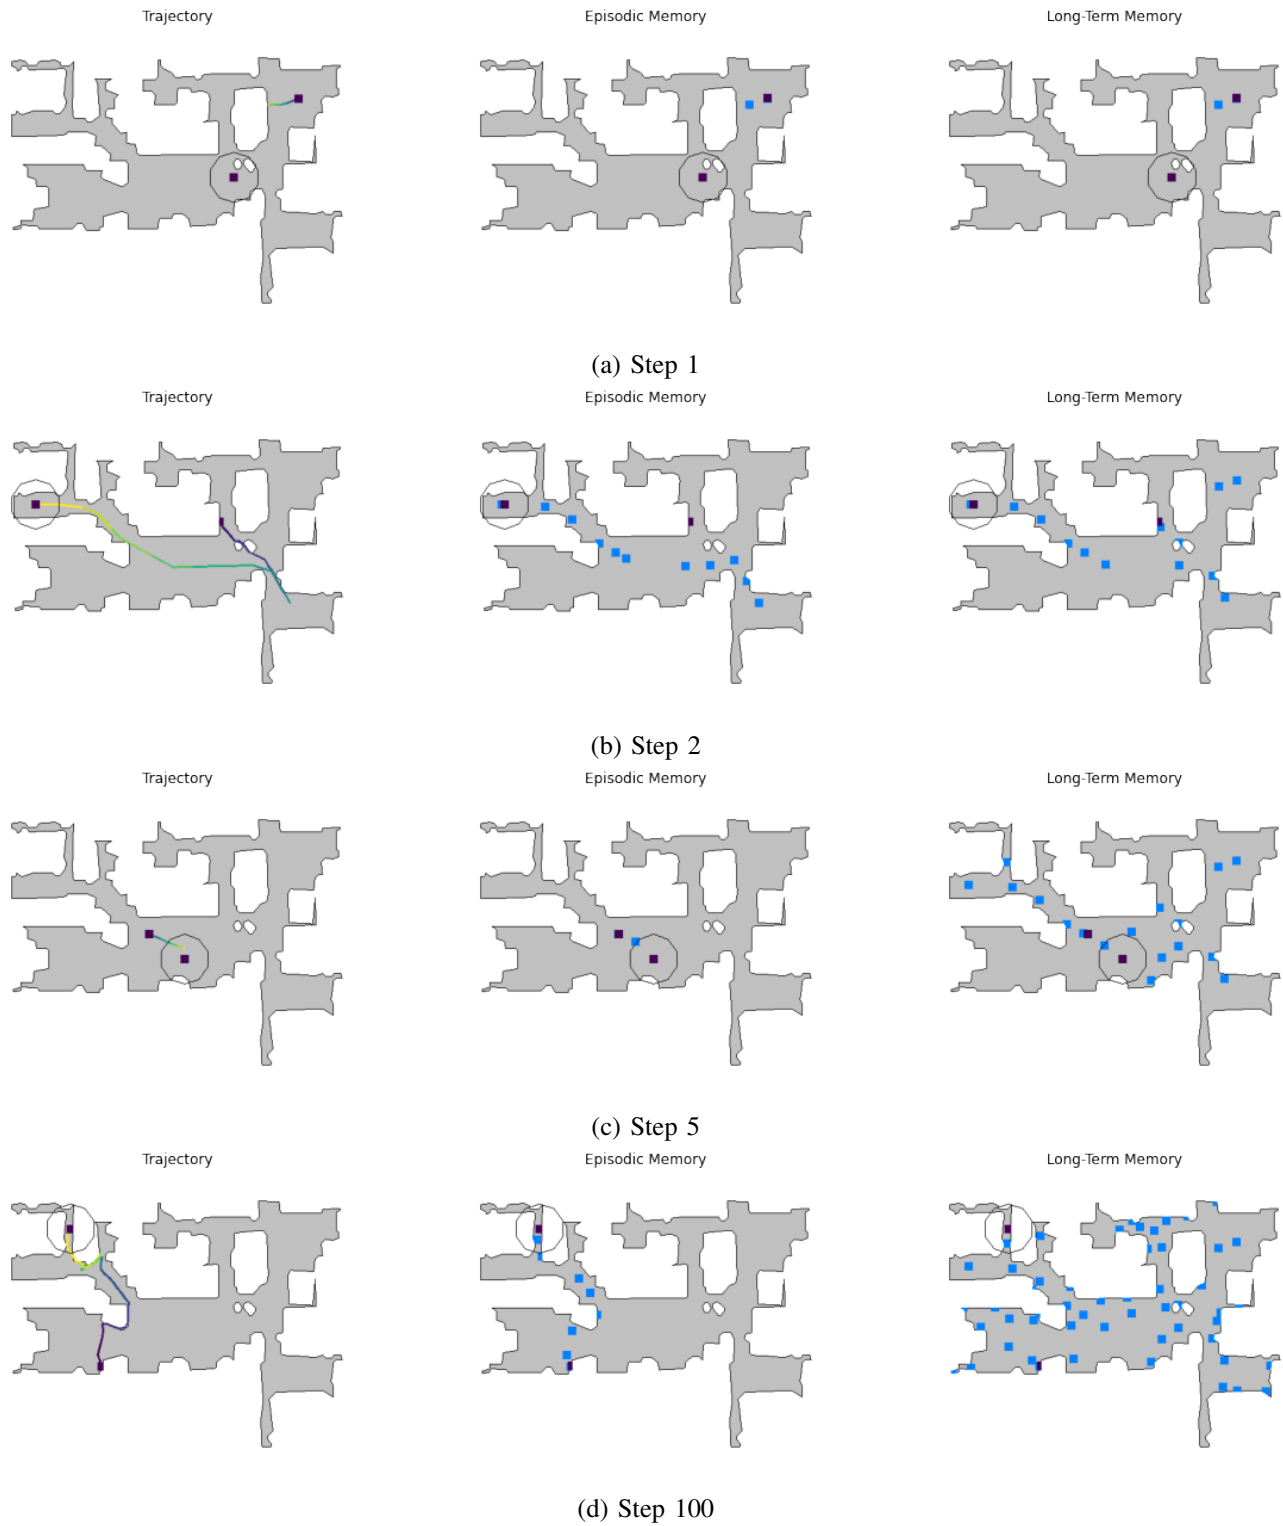 Trajectory Episodic Memory Long-Term Memory
(a) Step 1
Trajectory Episodic Memory Long-Term Memory
(b) Step 2
Trajectory Episodic Memory Long-Term Memory
(c) Step 5
Trajectory Episodic Memory Long-Term Memory
(d) Step 100